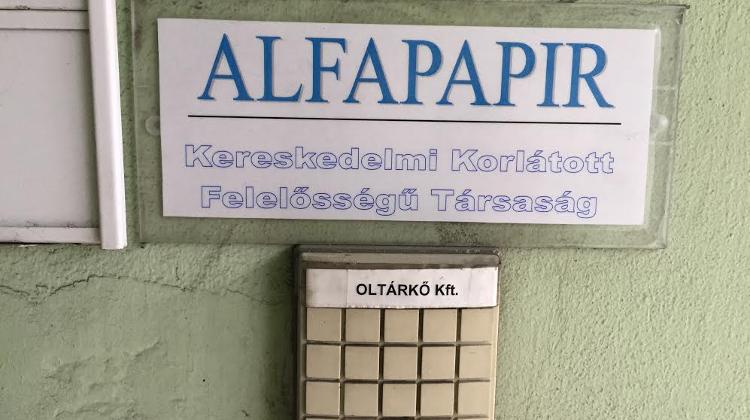 ALFAPAPIR
Kereskedelmi Korlátott
Felelősségű Társaság
OLTÁRKŐ Kft.